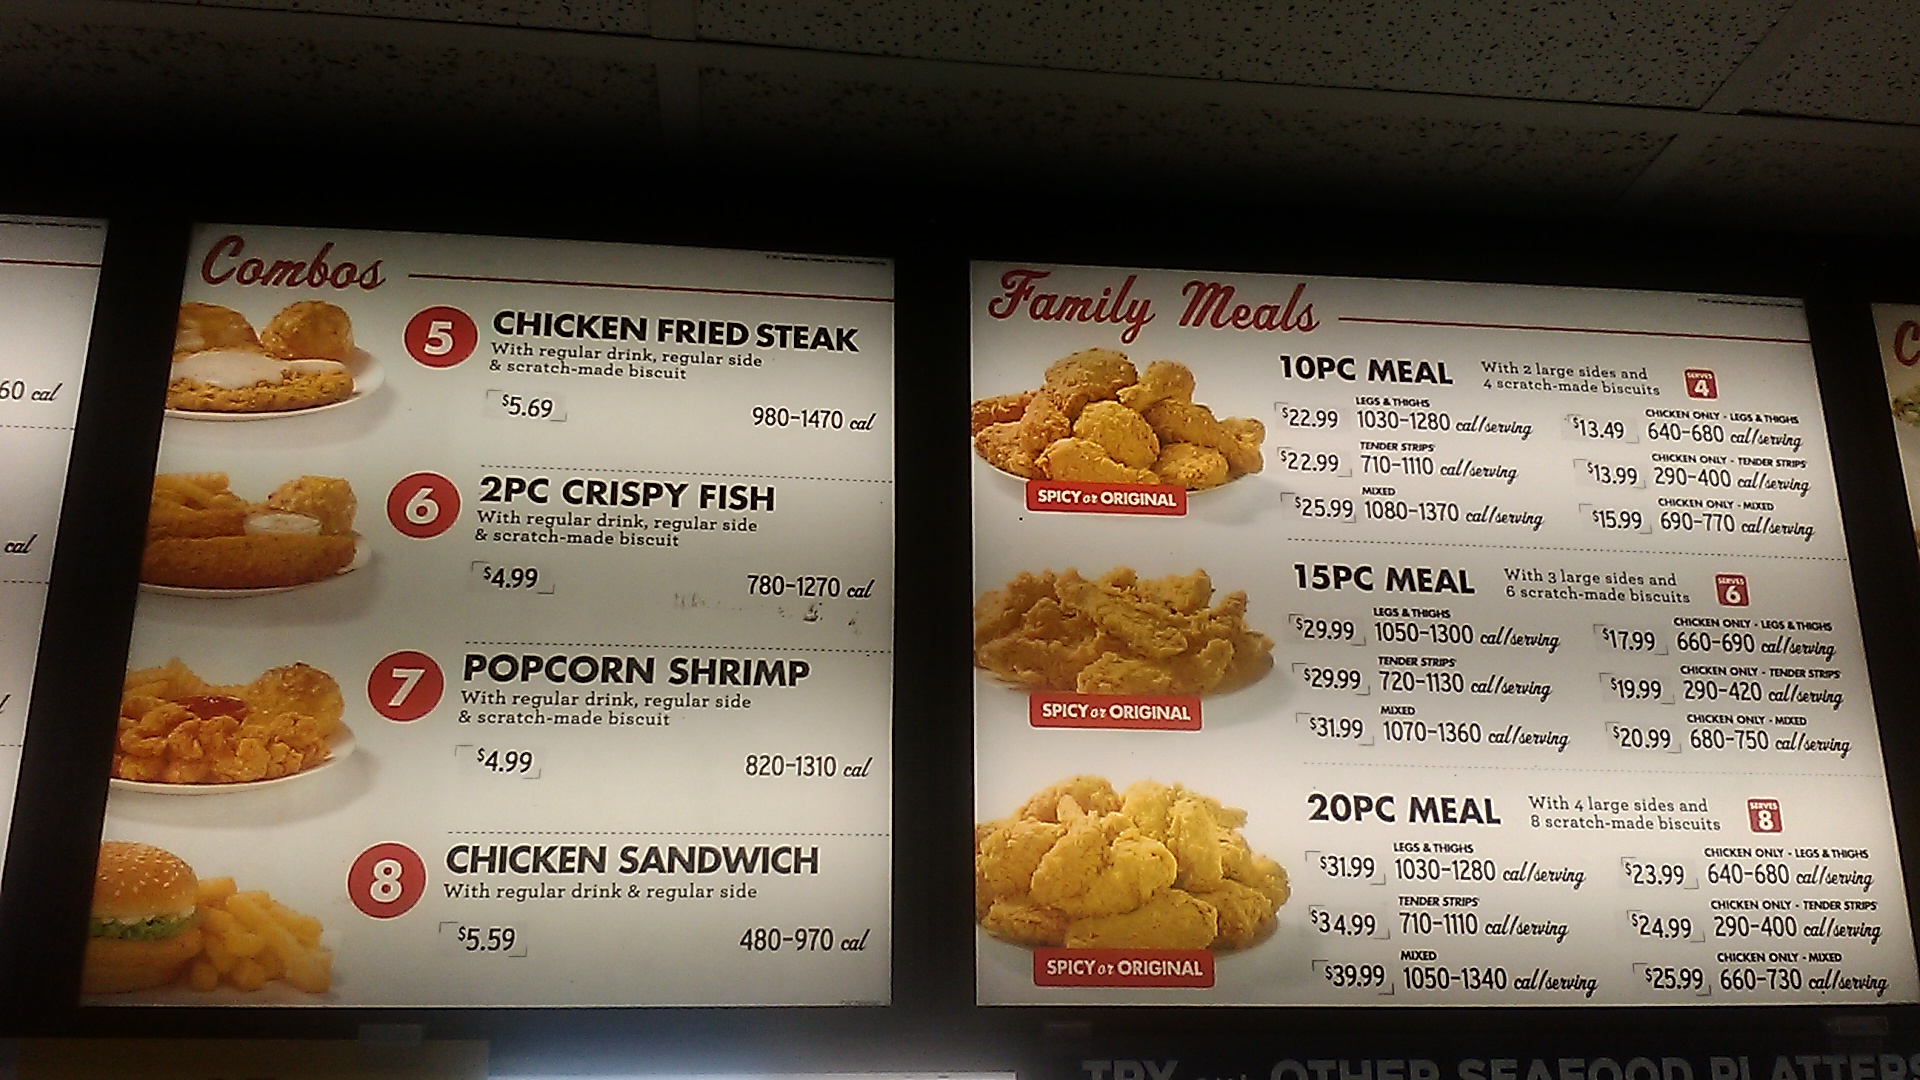 60 cal
cal
Combos
5 CHICKEN FRIED STEAK
With regular drink, regular side
& scratch-made biscuit
$5.69 980-1470 cal
6 2PC CRISPY FISH
With regular drink, regular side
& scratch-made biscuit
$4.99 780-1270 cal
7 POPCORN SHRIMP
With regular drink, regular side
& scratch-made biscuit
$4.99 820-1310 cal
8 CHICKEN SANDWICH
With regular drink & regular side
$5.59 480-970 cal
Family Meals
10PC MEAL With 2 large sides and
4 scratch-made biscuits
SERVES 4
LEGS & THIGHS CHICKEN ONLY - LEGS & THIGHS
$22.99 1030-1280 cal/serving $13.49 640-680 cal/serving
TENDER STRIPS CHICKEN ONLY - TENDER STRIPS
$22.99 710-1110 cal/serving $13.99 290-400 cal/serving
MIXED CHICKEN ONLY - MIXED
$25.99 1080-1370 cal/serving $15.99 690-770 cal/serving
SPICY or ORIGINAL
15PC MEAL With 3 large sides and
6 scratch-made biscuits
SERVES 6
LEGS & THIGHS CHICKEN ONLY - LEGS & THIGHS
$29.99 1050-1300 cal/serving $17.99 660-690 cal/serving
TENDER STRIPS CHICKEN ONLY - TENDER STRIPS
$29.99 720-1130 cal/serving $19.99 290-420 cal/serving
MIXED CHICKEN ONLY - MIXED
$31.99 1070-1360 cal/serving $20.99 680-750 cal/serving
SPICY or ORIGINAL
20PC MEAL With 4 large sides and
8 scratch-made biscuits
SERVES 8
LEGS & THIGHS CHICKEN ONLY - LEGS & THIGHS
$31.99 1030-1280 cal/serving $23.99 640-680 cal/serving
TENDER STRIPS CHICKEN ONLY - TENDER STRIPS
$34.99 710-1110 cal/serving $24.99 290-400 cal/serving
MIXED CHICKEN ONLY - MIXED
$39.99 1050-1340 cal/serving $25.99 660-730 cal/serving
SPICY or ORIGINAL
C
TRY OTHER SEAFOOD PLATTERS